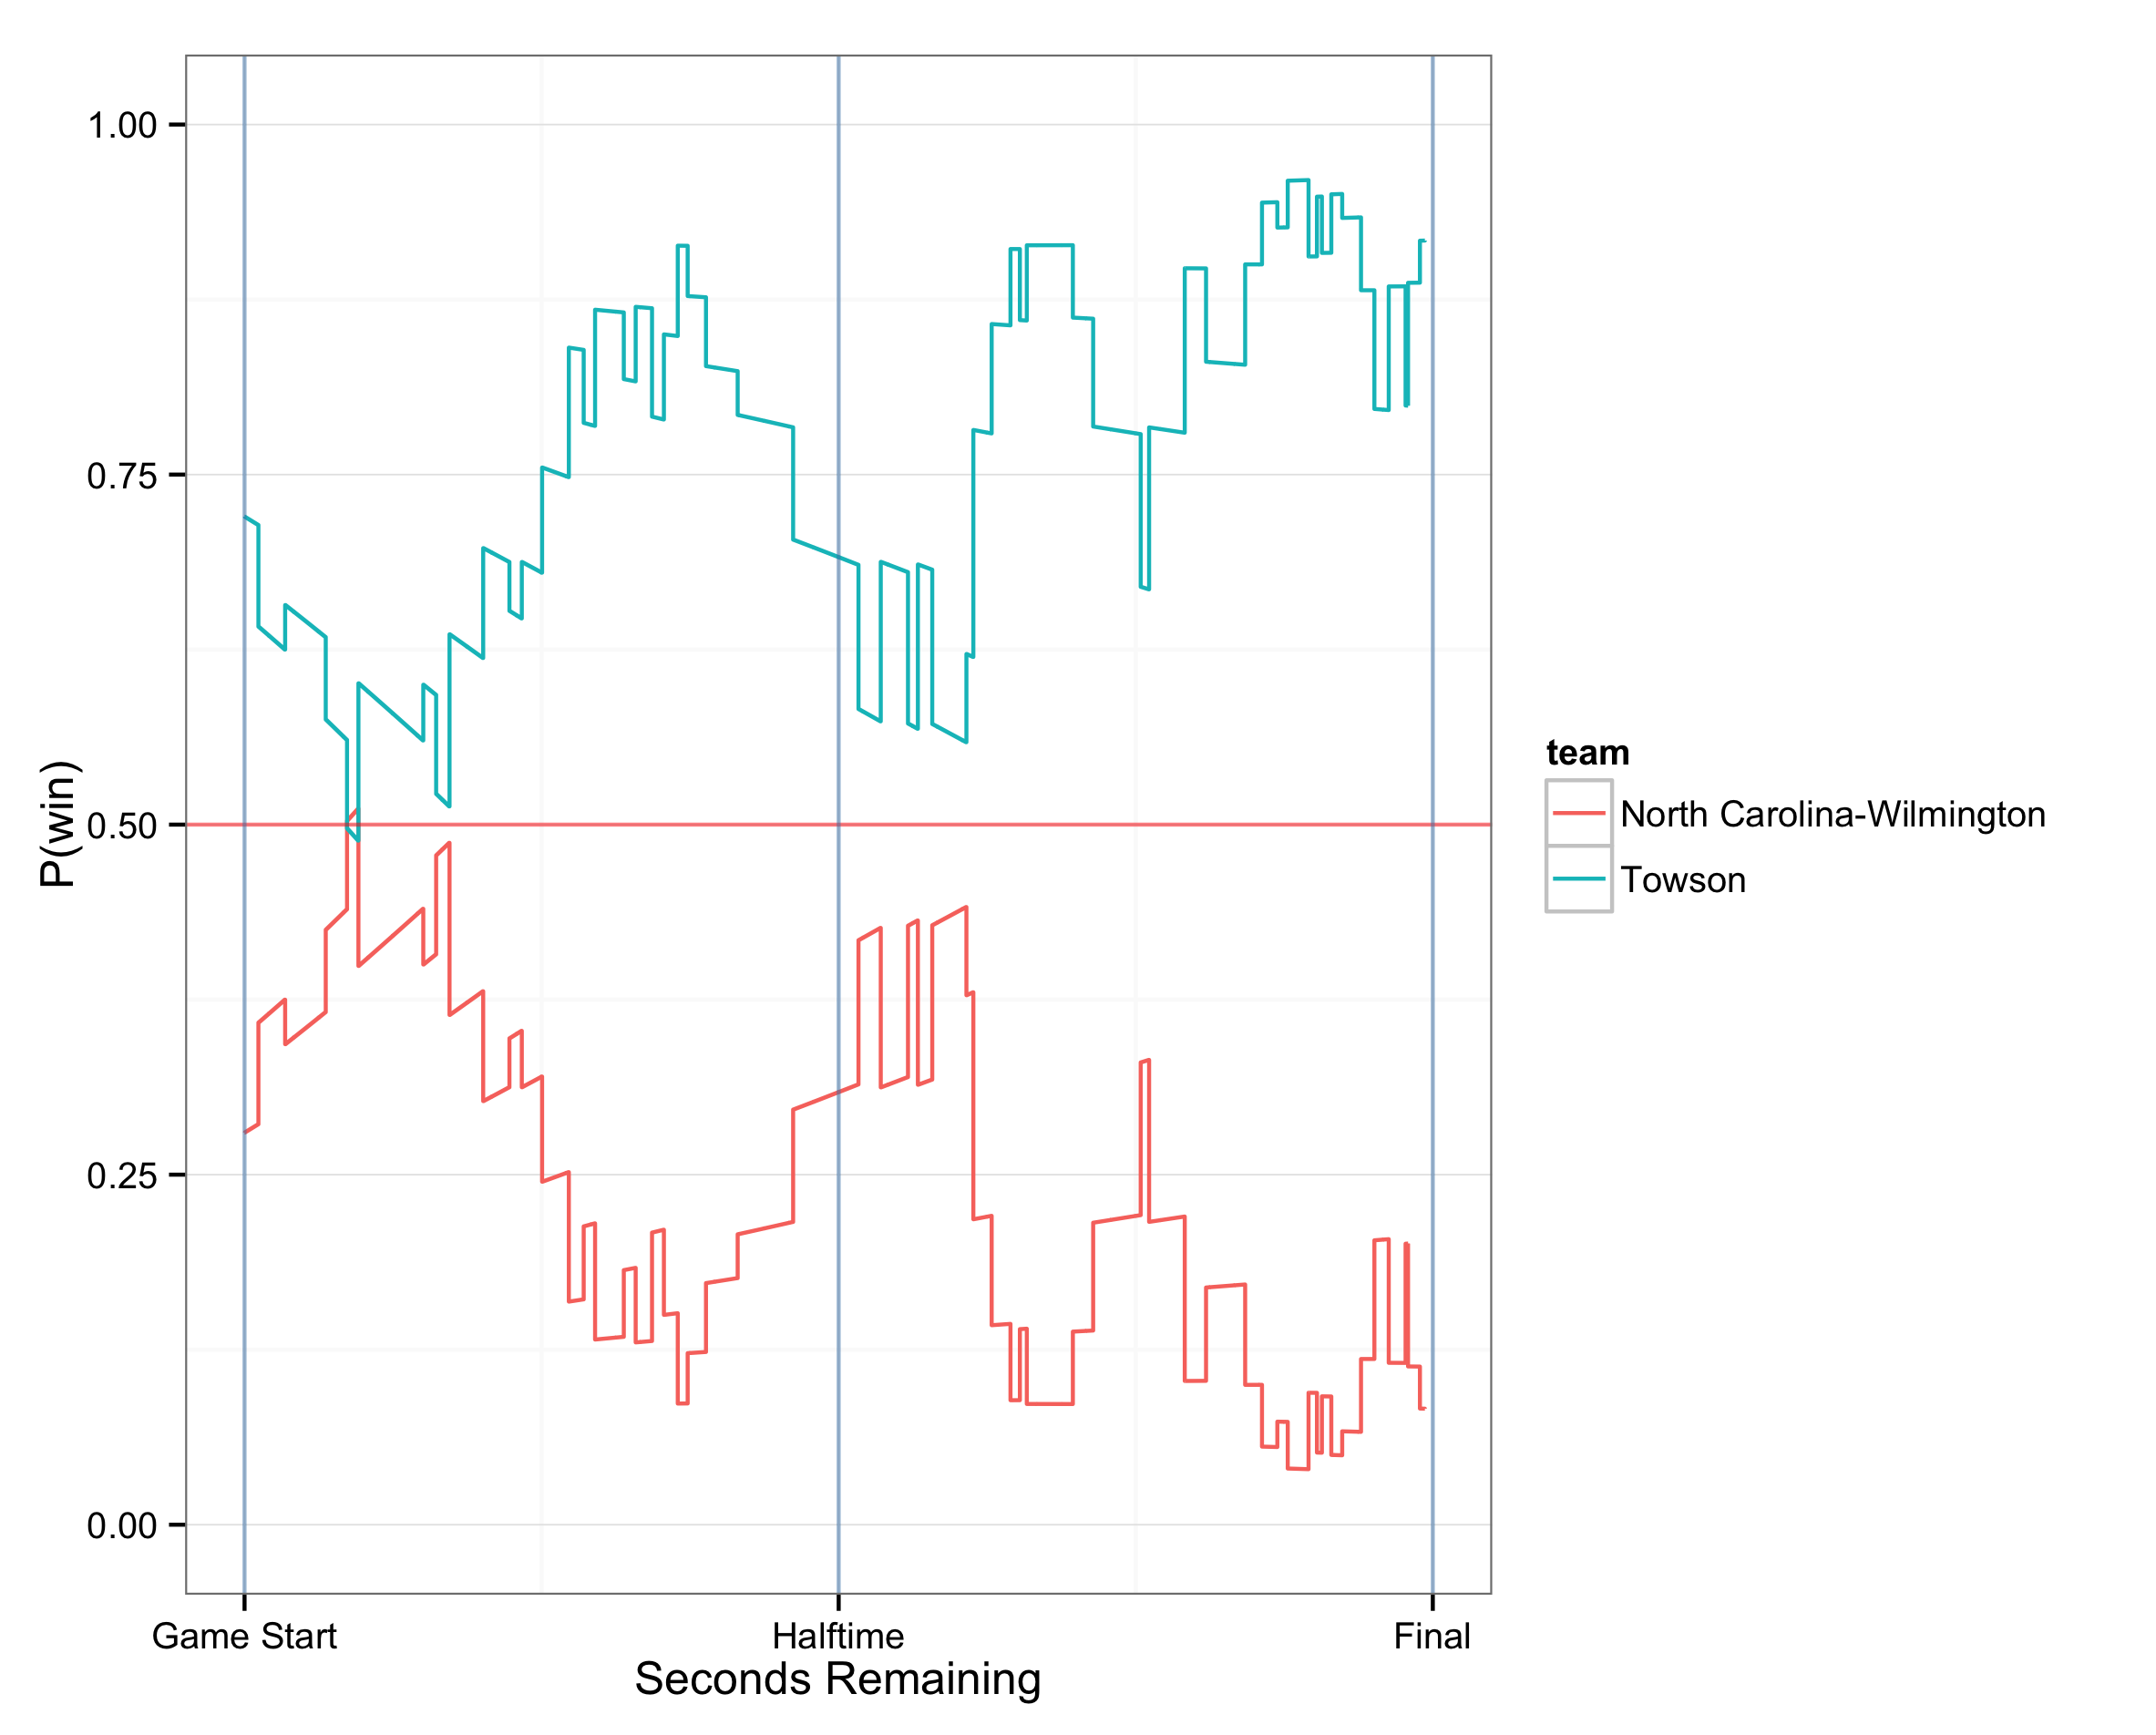 1.00
0.75
0.50
0.25
0.00
P(win)
Game Start
Halftime
Final
Seconds Remaining
team
North Carolina-Wilmington
Towson